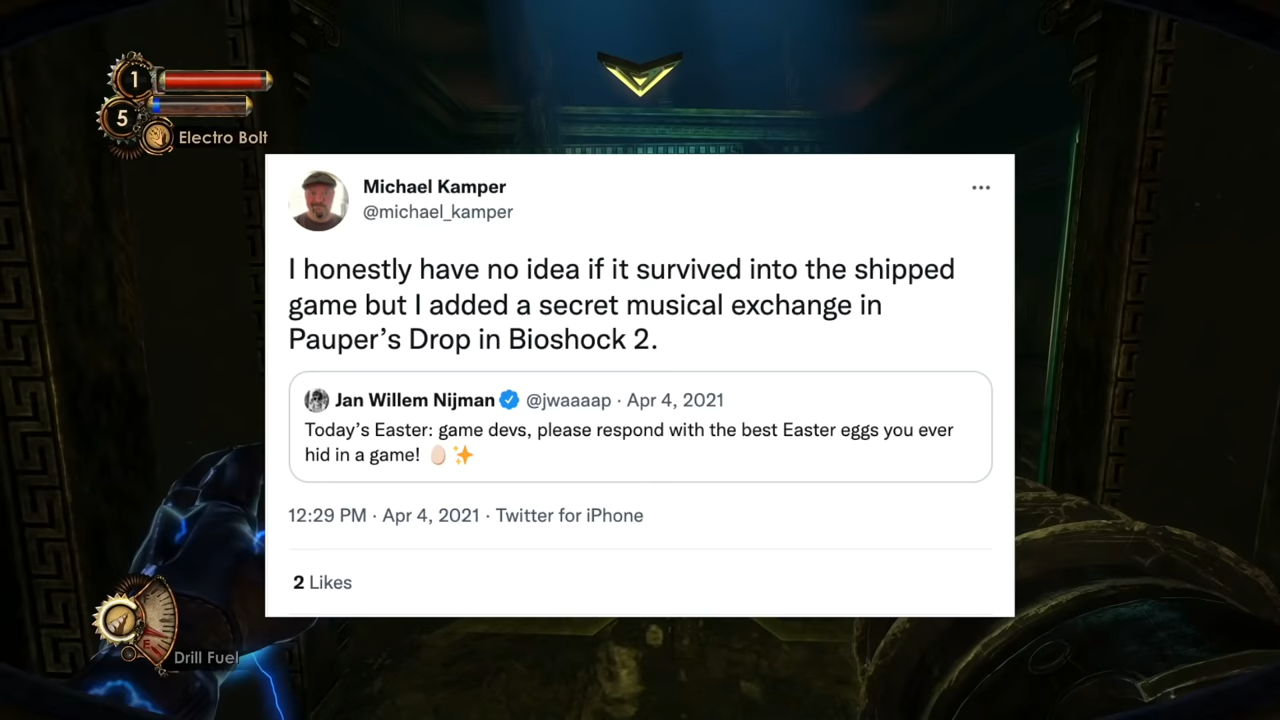 1
5
Electro Bolt
Michael Kamper
@michael_kamper
I honestly have no idea if it survived into the shipped
game but I added a secret musical exchange in
Pauper’s Drop in Bioshock 2.
Jan Willem Nijman @jwaaaap · Apr 4, 2021
Today’s Easter: game devs, please respond with the best Easter eggs you ever
hid in a game! 🥚✨
12:29 PM · Apr 4, 2021 · Twitter for iPhone
2 Likes
Drill Fuel